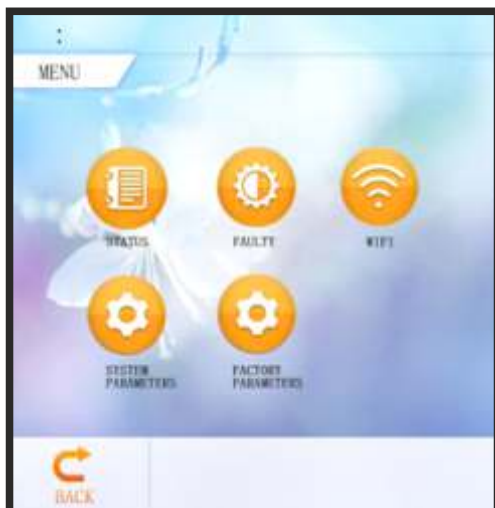 :
MENU
STATUS
FAULTY
WIFI
SYSTEM
PARAMETERS
FACTORY
PARAMETERS
BACK